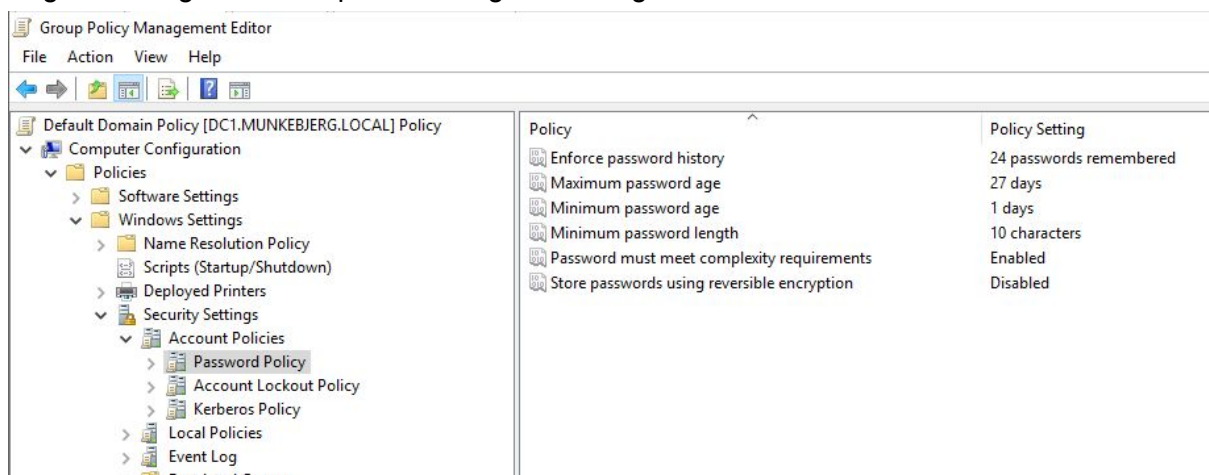 Group Policy Management Editor
File Action View Help
Default Domain Policy [DC1.MUNKEBJERG.LOCAL] Policy
Computer Configuration
Policies
Software Settings
Windows Settings
Name Resolution Policy
Scripts (Startup/Shutdown)
Deployed Printers
Security Settings
Account Policies
Password Policy
Account Lockout Policy
Kerberos Policy
Local Policies
Event Log
Policy Policy Setting
Enforce password history 24 passwords remembered
Maximum password age 27 days
Minimum password age 1 days
Minimum password length 10 characters
Password must meet complexity requirements Enabled
Store passwords using reversible encryption Disabled